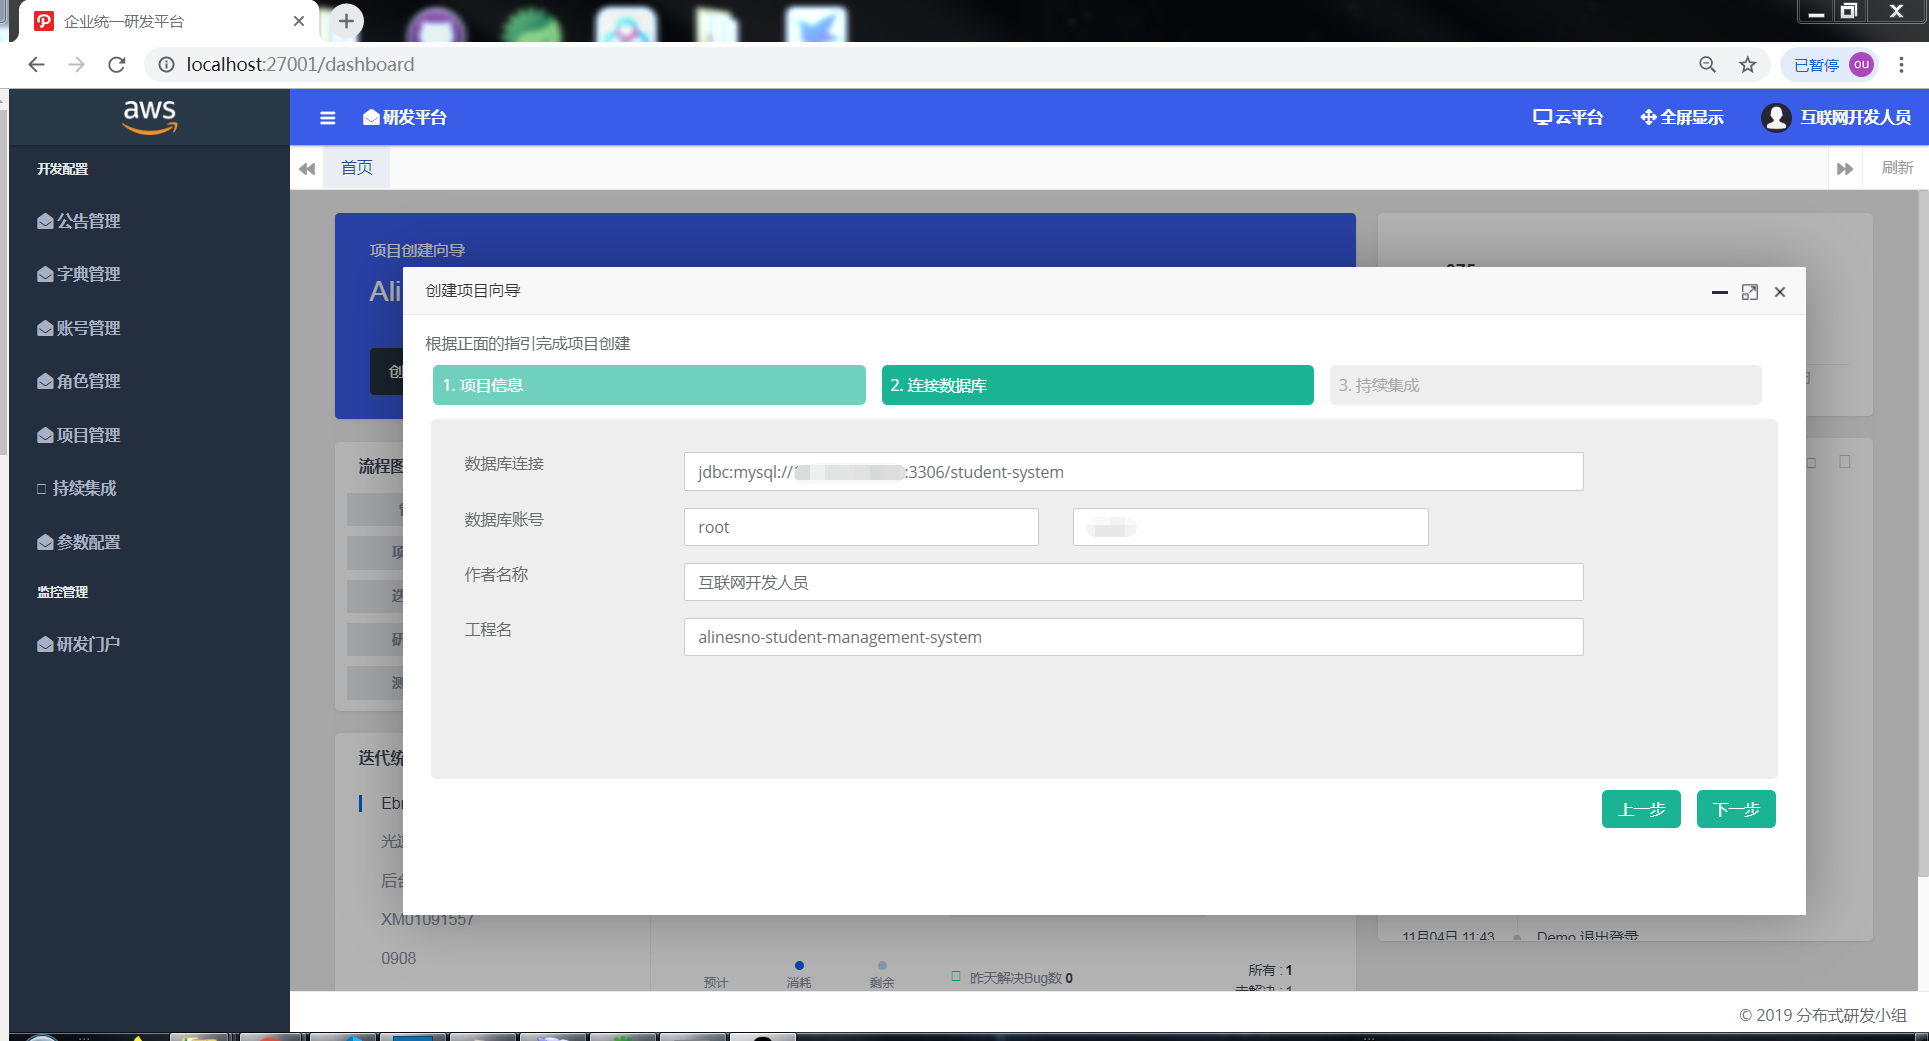 企业统一研发平台
localhost:27001/dashboard
已暂停 ou
aws
研发平台
云平台 全屏显示 互联网开发人员
首页
刷新
开发配置
公告管理
字典管理
账号管理
角色管理
项目管理
持续集成
参数配置
监控管理
研发门户
项目创建向导
Ali
创建项目向导
根据正面的指引完成项目创建
1. 项目信息
2. 连接数据库
3. 持续集成
数据库连接
jdbc:mysql:// :3306/student-system
数据库账号
root
作者名称
互联网开发人员
工程名
alinesno-student-management-system
上一步 下一步
流程图
迭代统
XM01091557
0908
预计 消耗 剩余
昨天解决Bug数 0
所有 : 1
未解决 : 1
11月04日 11:43 Demo 退出登录
© 2019 分布式研发小组